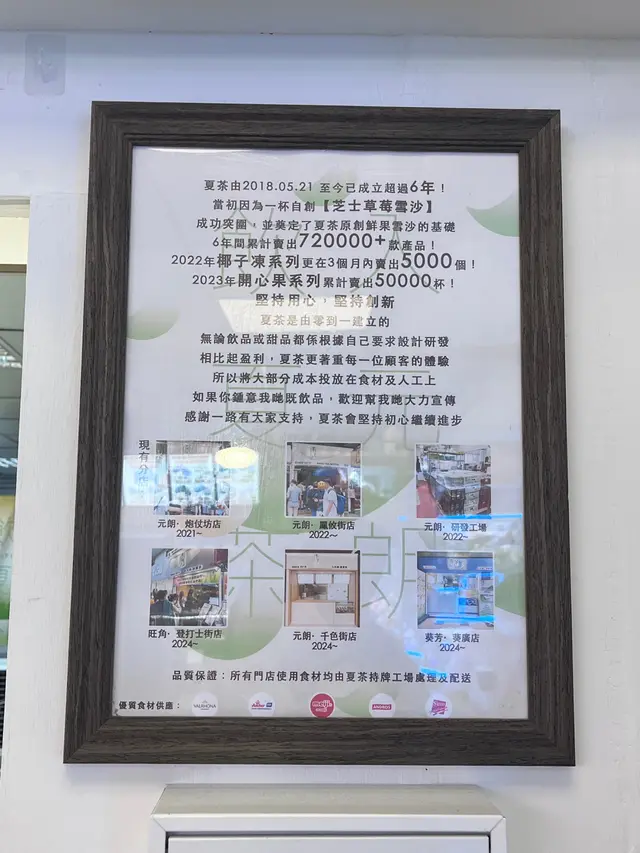 夏茶由2018.05.21 至今已成立超過6年！
當初因為一杯自創【芝士草莓雪沙】
成功突圍，並奠定了夏茶原創鮮果雪沙的基礎
6年間累計賣出720000+款產品！
2022年椰子凍系列更在3個月內賣出5000個！
2023年開心果系列累計賣出50000杯！
堅持用心，堅持創新
夏茶是由零到一建立的
無論飲品或甜品都係根據自己要求設計研發
相比起盈利，夏茶更著重每一位顧客的體驗
所以將大部分成本投放在食材及人工上
如果你鍾意我哋既飲品，歡迎幫我哋大力宣傳
感謝一路有大家支持，夏茶會堅持初心繼續進步
飲
夏 元
茶 朗
現有分店
元朗·炮仗坊店
2021~
元朗·鳳攸街店
2022~
元朗·研發工場
2022~
旺角·登打士街店
2024~
元朗·千色街店
2024~
葵芳·葵廣店
2024~
品質保證：所有門店使用食材均由夏茶持牌工場處理及配送
優質食材供應：
VALRHONA
Anchor
meiji
ANDROS